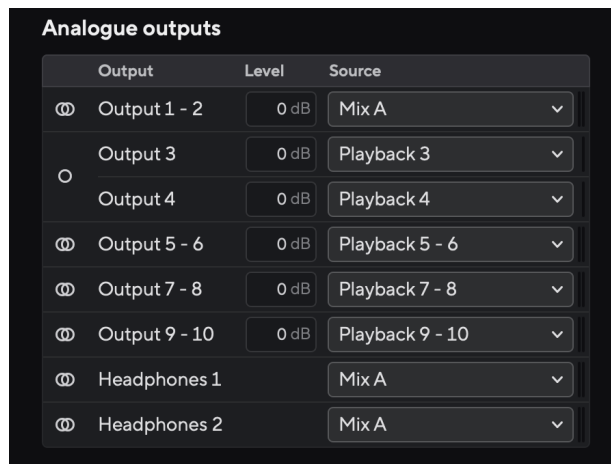 Analogue outputs
Output Level Source
Output 1 - 2 0 dB Mix A
Output 3 0 dB Playback 3
Output 4 0 dB Playback 4
Output 5 - 6 0 dB Playback 5 - 6
Output 7 - 8 0 dB Playback 7 - 8
Output 9 - 10 0 dB Playback 9 - 10
Headphones 1 Mix A
Headphones 2 Mix A